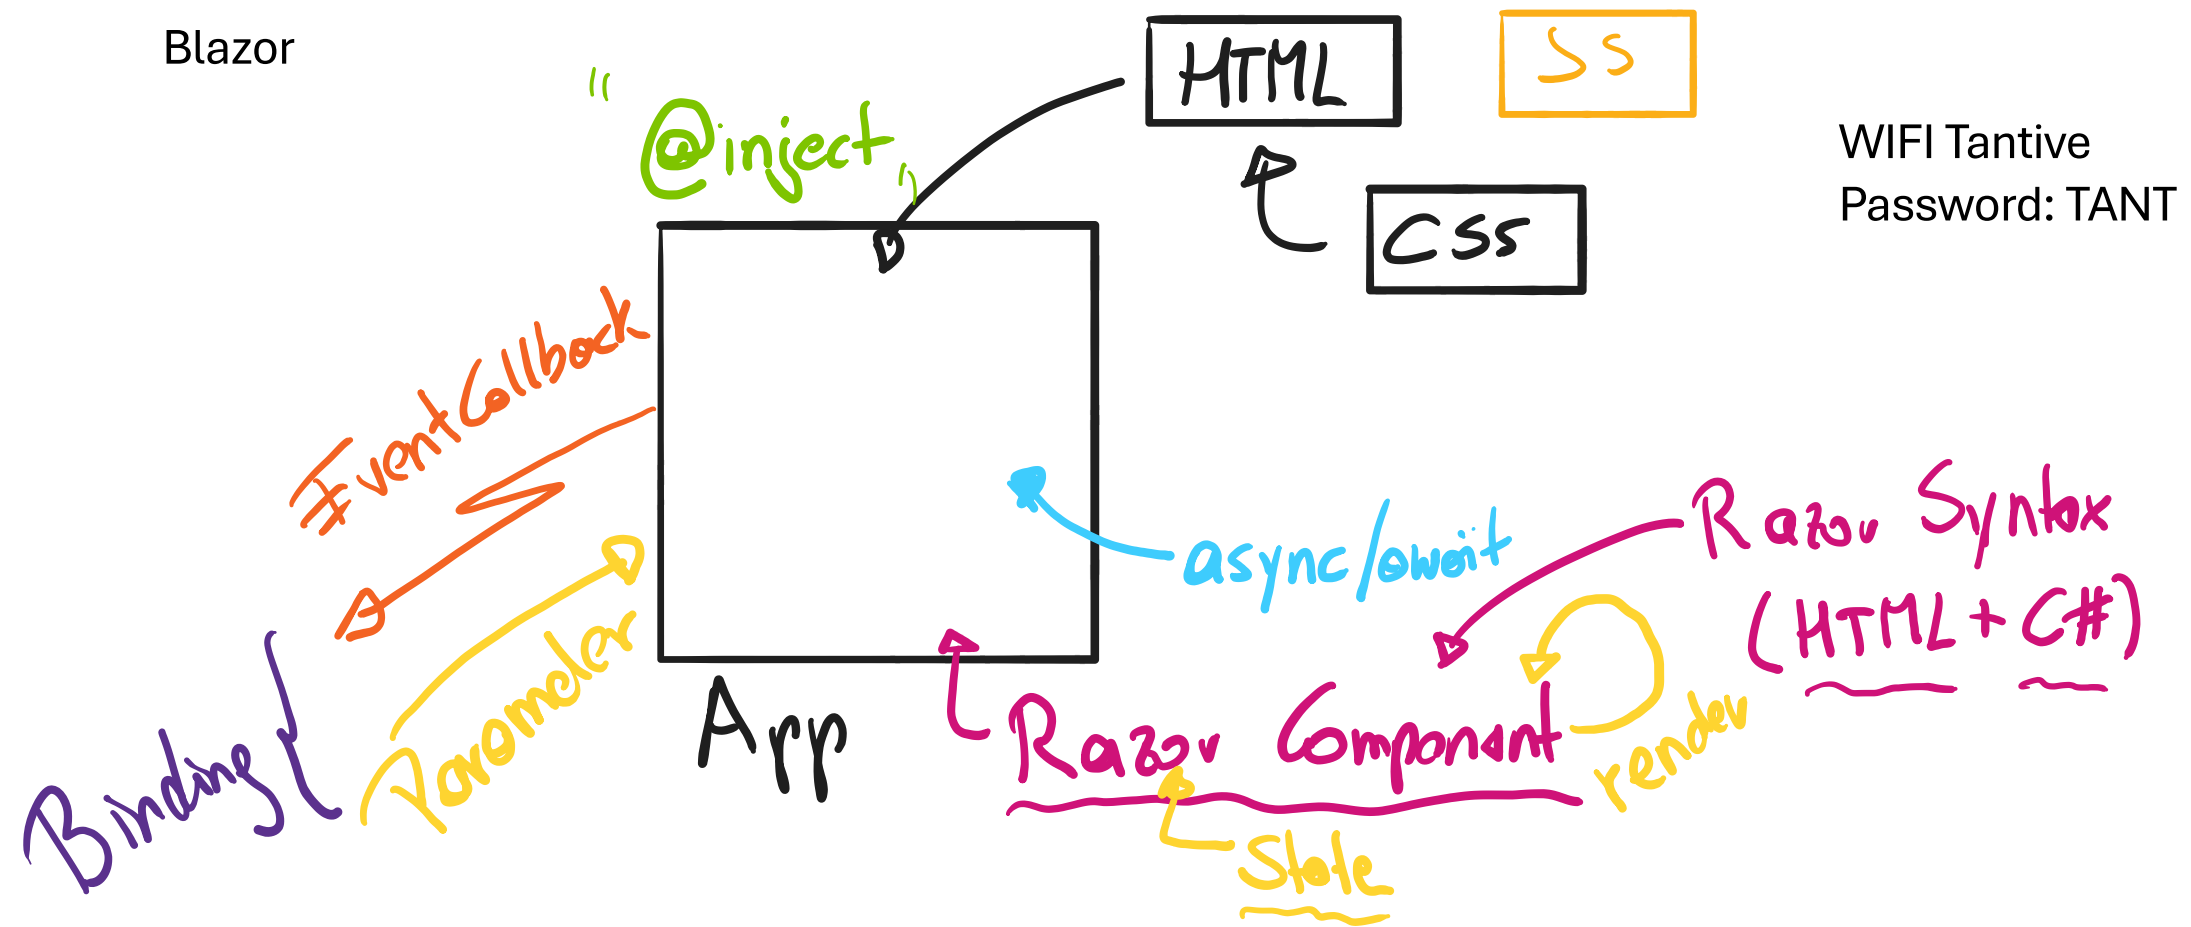 Blazor
HTML
JS
"@inject"
WIFI Tantive
Password: TANT
CSS
EventCallback
async/await
Razor Syntax
(HTML + C#)
Parameter
Binding {
App
Razor Component
render
State